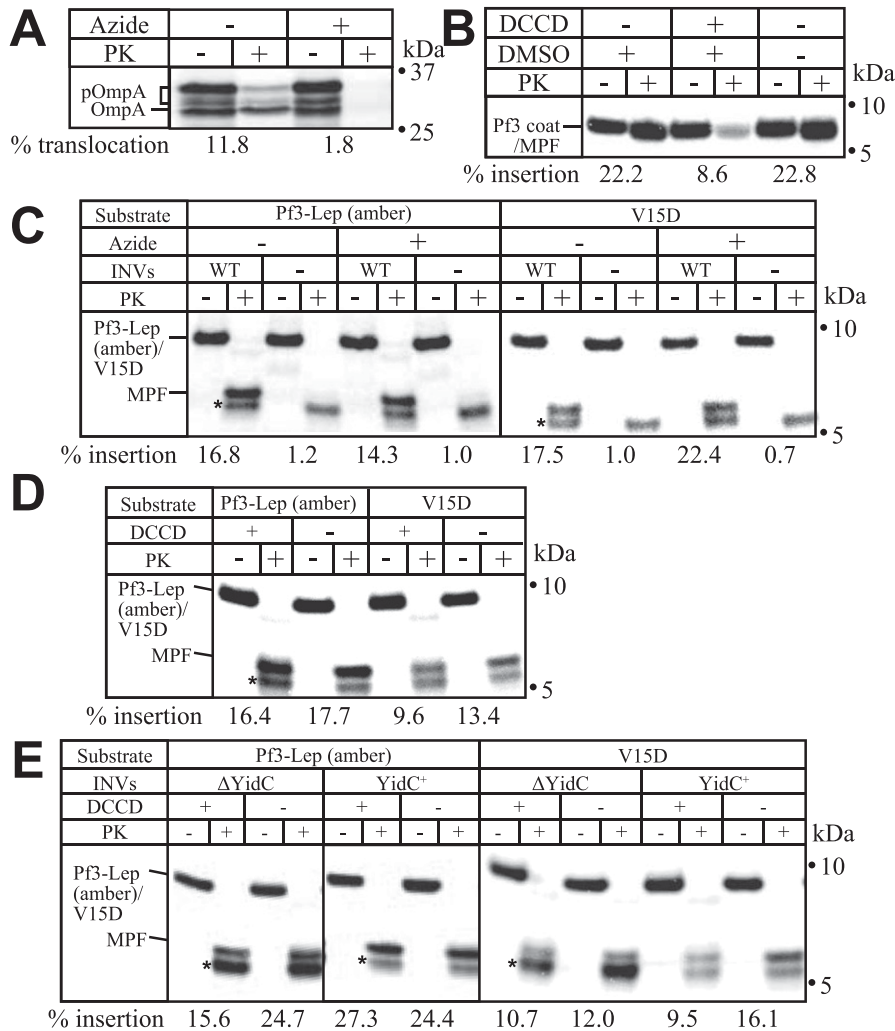 A
Azide - +
PK - + - + kDa
pOmpA
OmpA
• 37
• 25
% translocation 11.8 1.8
B
DCCD - + -
DMSO + + -
PK - + - + - + kDa
Pf3 coat
/MPF
• 10
• 5
% insertion 22.2 8.6 22.8
C
Substrate Pf3-Lep (amber) V15D
Azide - + - +
INVs WT - WT - WT - WT -
PK - + - + - + - + - + - + - + - + kDa
Pf3-Lep
(amber)/
V15D
MPF
* *
• 10
• 5
% insertion 16.8 1.2 14.3 1.0 17.5 1.0 22.4 0.7
D
Substrate Pf3-Lep (amber) V15D
DCCD + - + -
PK - + - + - + - + kDa
Pf3-Lep
(amber)/
V15D
MPF
*
• 10
• 5
% insertion 16.4 17.7 9.6 13.4
E
Substrate Pf3-Lep (amber) V15D
INVs ΔYidC YidC⁺ ΔYidC YidC⁺
DCCD + - + - + - + -
PK - + - + - + - + - + - + - + - + kDa
Pf3-Lep
(amber)/
V15D
MPF
* * *
• 10
• 5
% insertion 15.6 24.7 27.3 24.4 10.7 12.0 9.5 16.1